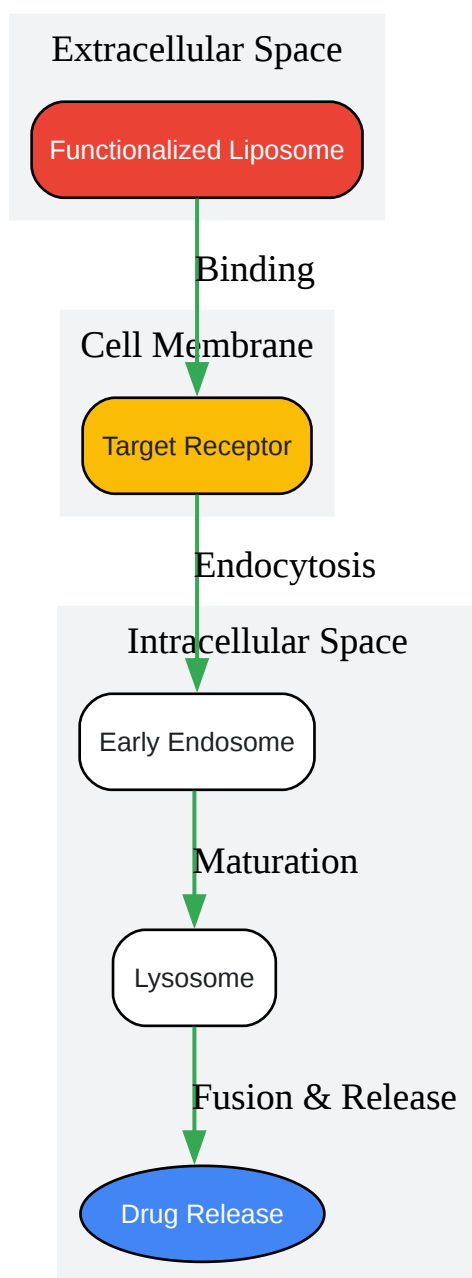 Extracellular Space
Functionalized Liposome
Binding
Cell Membrane
Target Receptor
Endocytosis
Intracellular Space
Early Endosome
Maturation
Lysosome
Fusion & Release
Drug Release